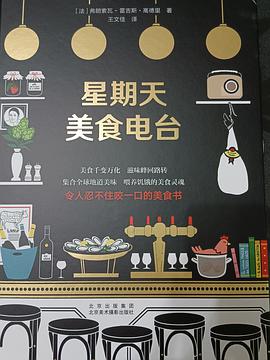 [法] 弗朗索瓦-雷吉斯·高德里 著
王文佳 译
星期天
美食电台
美食千变万化 滋味峰回路转
集合全球地道美味 喂养饥饿的美食灵魂
令人忍不住咬一口的美食书
北京出版集团
北京美术摄影出版社